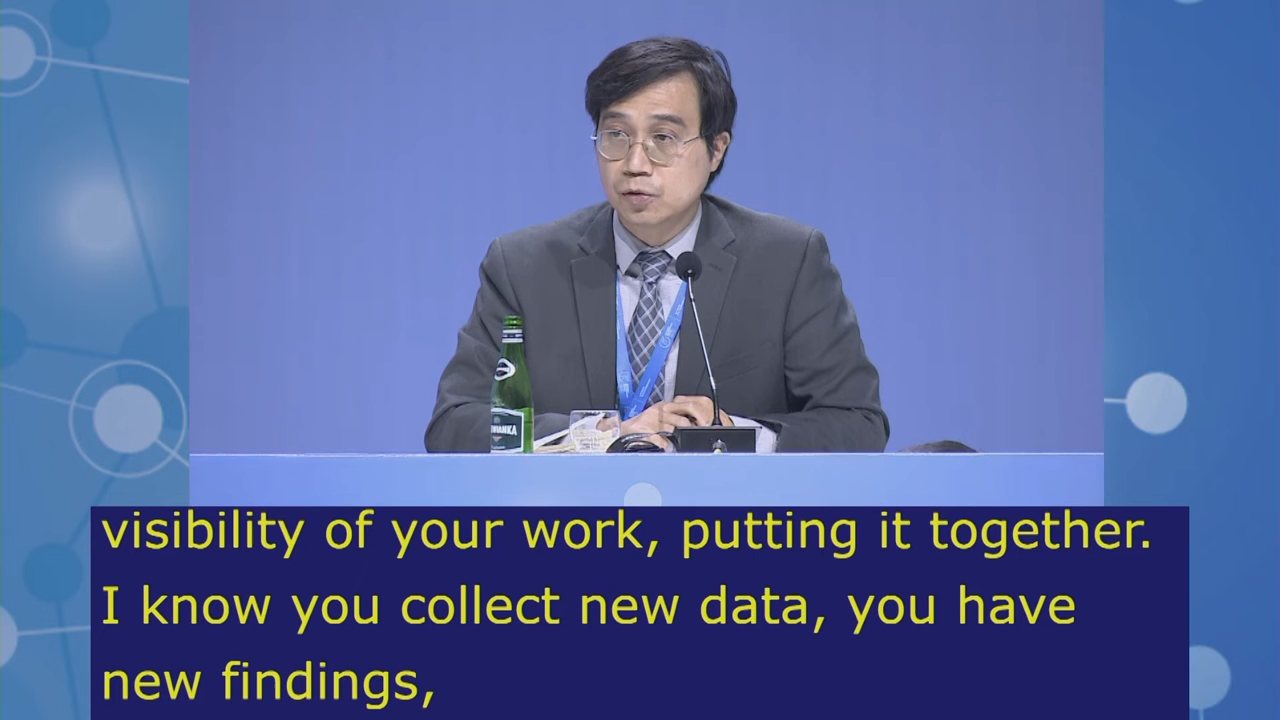 visibility of your work, putting it together.
I know you collect new data, you have
new findings,